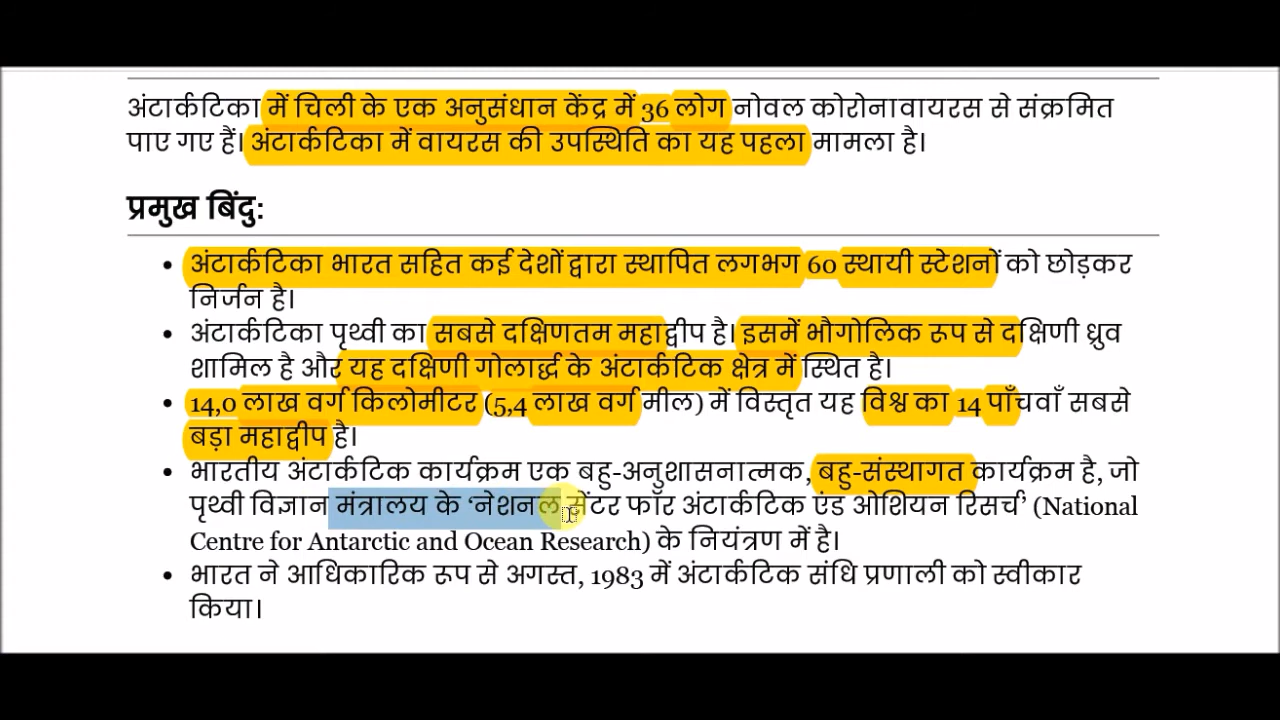 अंटार्कटिका में चिली के एक अनुसंधान केंद्र में 36 लोग नोवल कोरोनावायरस से संक्रमित
पाए गए हैं। अंटार्कटिका में वायरस की उपस्थिति का यह पहला मामला है।
प्रमुख बिंदु:
• अंटार्कटिका भारत सहित कई देशों द्वारा स्थापित लगभग 60 स्थायी स्टेशनों को छोड़कर
निर्जन है।
• अंटार्कटिका पृथ्वी का सबसे दक्षिणतम महाद्वीप है। इसमें भौगोलिक रूप से दक्षिणी ध्रुव
शामिल है और यह दक्षिणी गोलार्द्ध के अंटार्कटिक क्षेत्र में स्थित है।
• 14,0 लाख वर्ग किलोमीटर (5,4 लाख वर्ग मील) में विस्तृत यह विश्व का 14 पाँचवाँ सबसे
बड़ा महाद्वीप है।
• भारतीय अंटार्कटिक कार्यक्रम एक बहु-अनुशासनात्मक, बहु-संस्थागत कार्यक्रम है, जो
पृथ्वी विज्ञान मंत्रालय के ‘नेशनल सेंटर फॉर अंटार्कटिक एंड ओशियन रिसर्च’ (National
Centre for Antarctic and Ocean Research) के नियंत्रण में है।
• भारत ने आधिकारिक रूप से अगस्त, 1983 में अंटार्कटिक संधि प्रणाली को स्वीकार
किया।